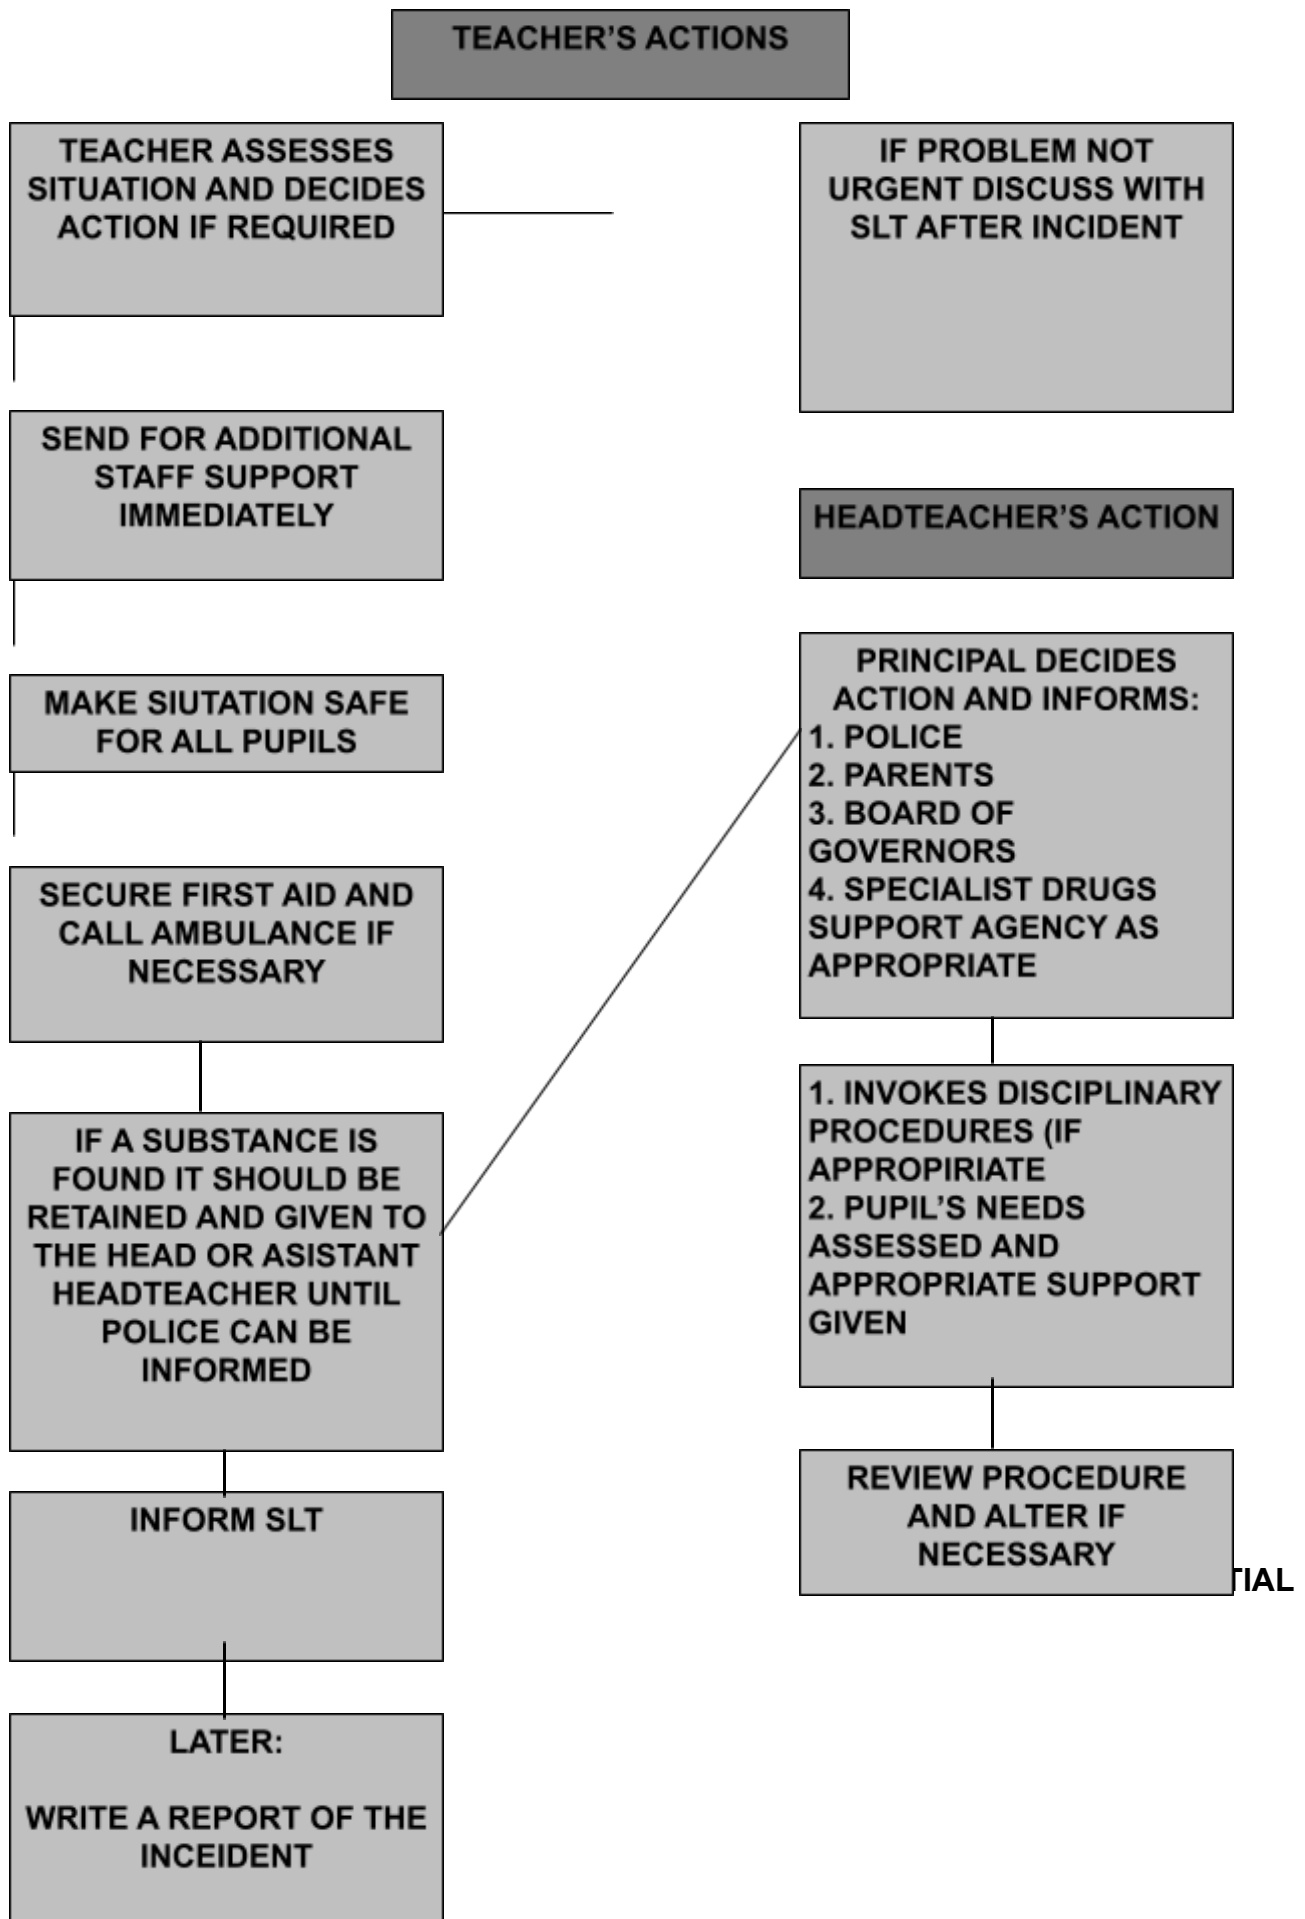 TEACHER’S ACTIONS
TEACHER ASSESSES
SITUATION AND DECIDES
ACTION IF REQUIRED
IF PROBLEM NOT
URGENT DISCUSS WITH
SLT AFTER INCIDENT
SEND FOR ADDITIONAL
STAFF SUPPORT
IMMEDIATELY
MAKE SIUTATION SAFE
FOR ALL PUPILS
SECURE FIRST AID AND
CALL AMBULANCE IF
NECESSARY
IF A SUBSTANCE IS
FOUND IT SHOULD BE
RETAINED AND GIVEN TO
THE HEAD OR ASISTANT
HEADTEACHER UNTIL
POLICE CAN BE
INFORMED
INFORM SLT
LATER:
WRITE A REPORT OF THE
INCEIDENT
HEADTEACHER’S ACTION
PRINCIPAL DECIDES
ACTION AND INFORMS:
1. POLICE
2. PARENTS
3. BOARD OF
GOVERNORS
4. SPECIALIST DRUGS
SUPPORT AGENCY AS
APPROPRIATE
1. INVOKES DISCIPLINARY
PROCEDURES (IF
APPROPIRIATE
2. PUPIL’S NEEDS
ASSESSED AND
APPROPRIATE SUPPORT
GIVEN
REVIEW PROCEDURE
AND ALTER IF
NECESSARY
TIAL